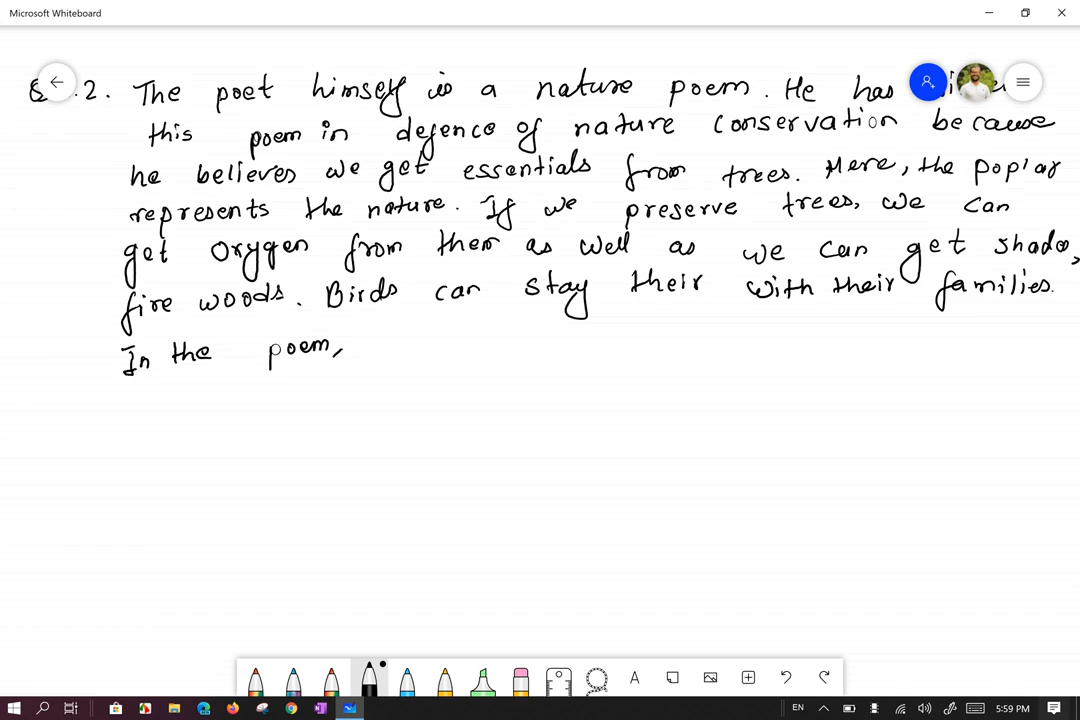 Microsoft Whiteboard
.2. The poet himself is a nature poem. He has
this poem in defence of nature conservation because
he believes we get essentials from trees. Here, the poplar
represents the nature. If we preserve trees, we can
get oxygen from them as well as we can get shade,
fire woods. Birds can stay their with their families.
In the poem,
A
EN
5:59 PM